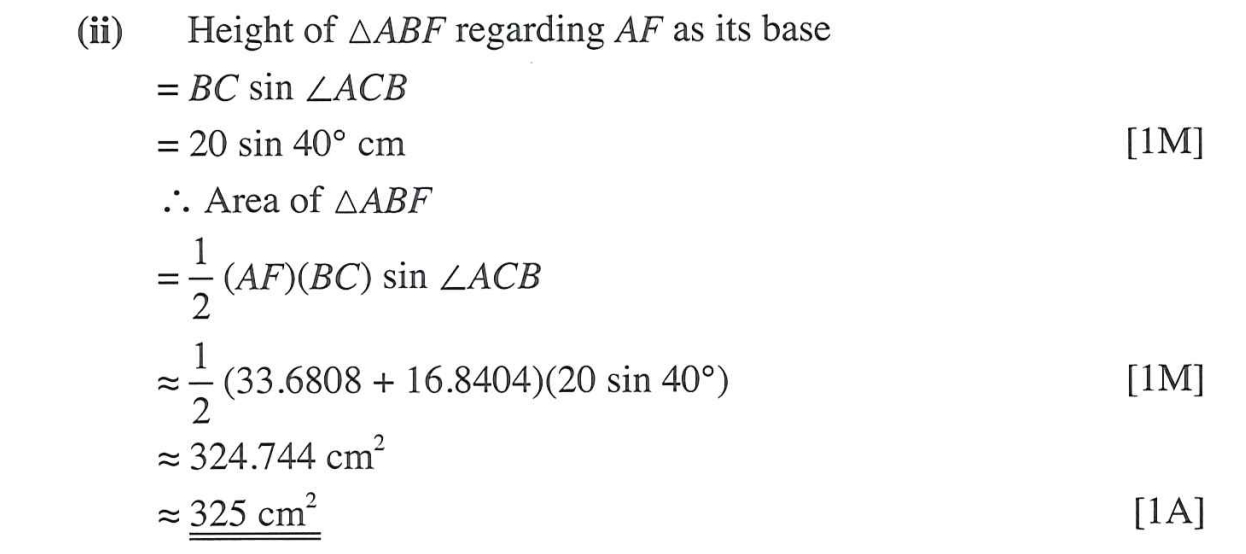 (ii) Height of △ABF regarding AF as its base
= BC sin ∠ACB
= 20 sin 40° cm [1M]
∴ Area of △ABF
= 1/2 (AF)(BC) sin ∠ACB
≈ 1/2 (33.6808 + 16.8404)(20 sin 40°) [1M]
≈ 324.744 cm²
≈ 325 cm² [1A]